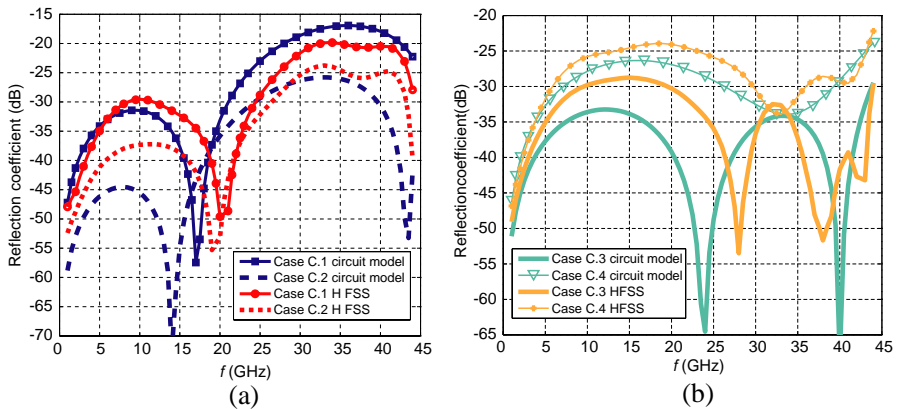 -15
-20
-25
-30
-35
-40
-45
-50
-55
-60
-65
-70
Reflection coefficient (dB)
0 5 10 15 20 25 30 35 40 45
f (GHz)
Case C.1 circuit model
Case C.2 circuit model
Case C.1 H FSS
Case C.2 H FSS
(a)
-20
-25
-30
-35
-40
-45
-50
-55
-60
-65
Reflectioncoefficient(dB)
0 5 10 15 20 25 30 35 40 45
f (GHz)
Case C.3 circuit model
Case C.4 circuit model
Case C.3 HFSS
Case C.4 HFSS
(b)